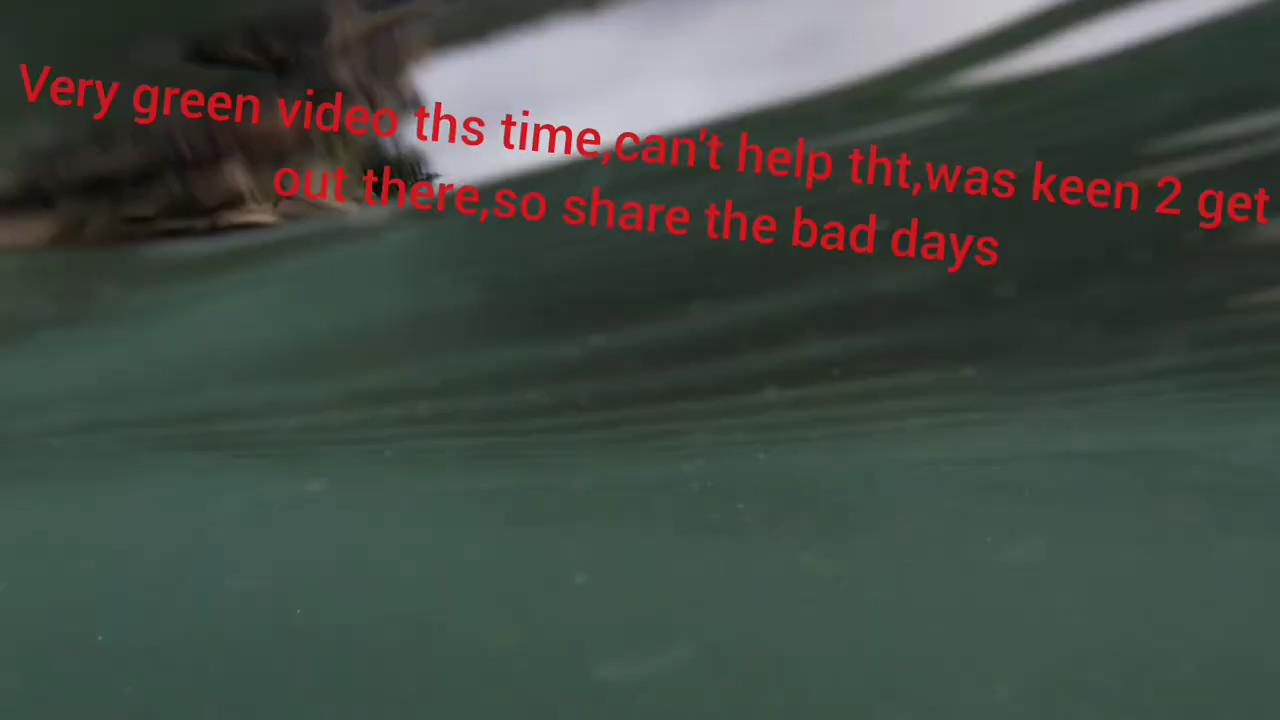 Very green video ths time,can't help tht,was keen 2 get
out there,so share the bad days